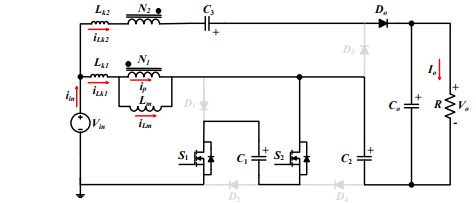 Lk2 N2 C3 Do
+
iLk2
D3
Lk1 N1 Io
iin iLk1 ip
Lm D1 Co + R + Vo
iLm
Vin
S1 C1 + S2 C2 + -
D2 D4